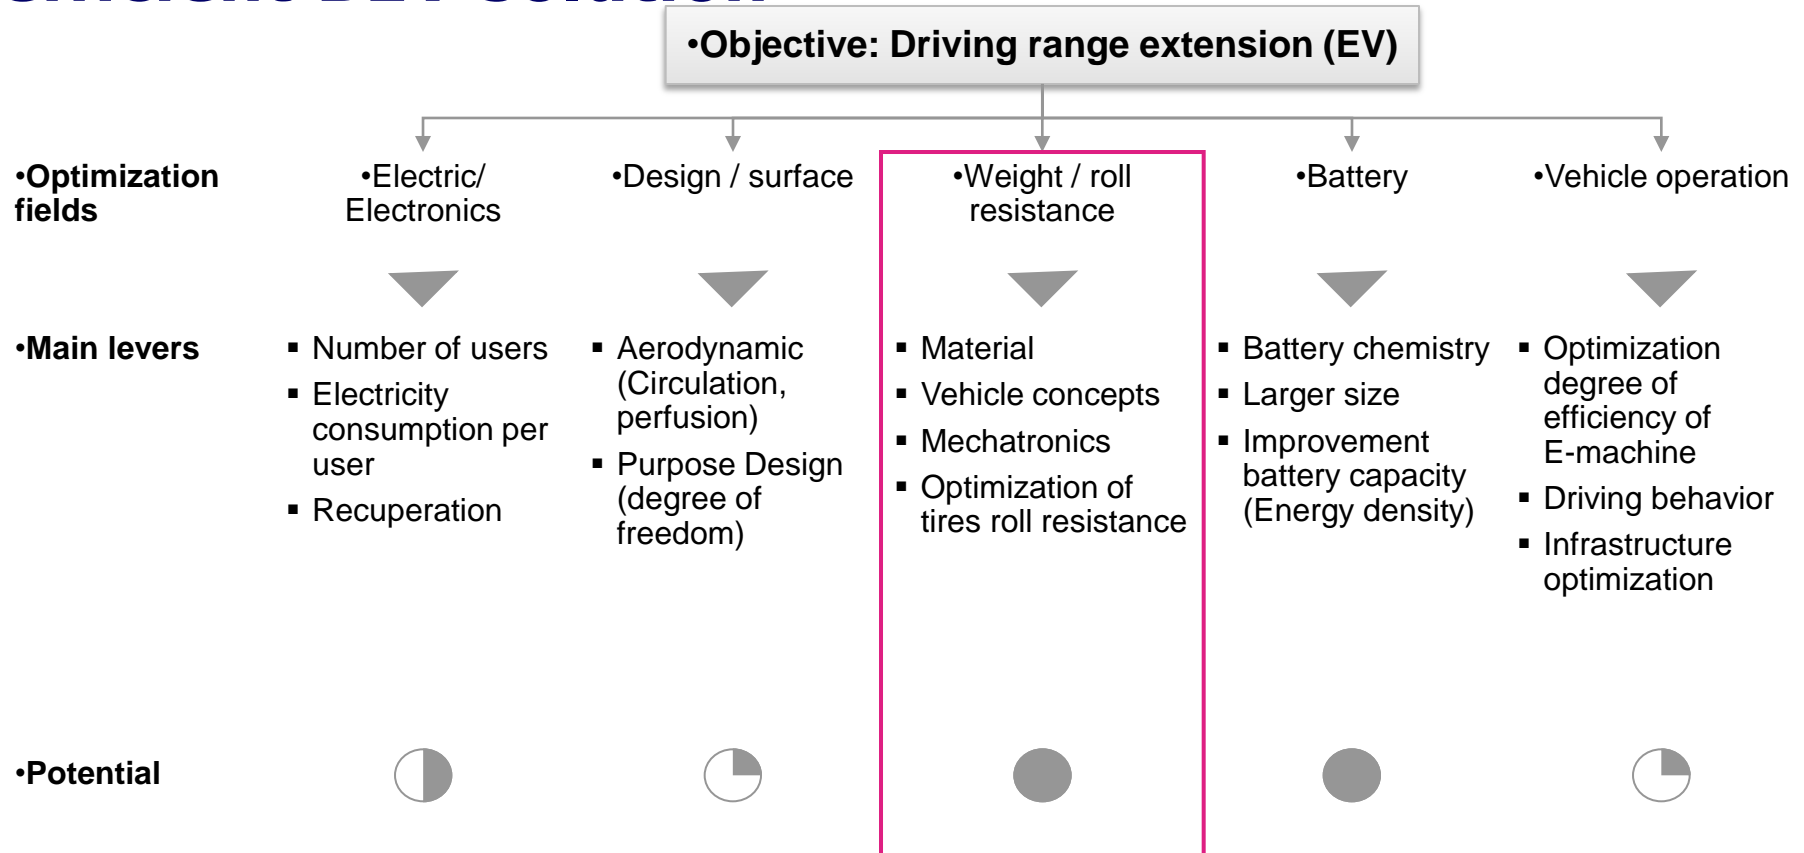 •Objective: Driving range extension (EV)
•Optimization
fields
•Electric/
Electronics
•Design / surface
•Weight / roll
resistance
•Battery
•Vehicle operation
•Main levers
▪ Number of users
▪ Electricity
consumption per
user
▪ Recuperation
▪ Aerodynamic
(Circulation,
perfusion)
▪ Purpose Design
(degree of
freedom)
▪ Material
▪ Vehicle concepts
▪ Mechatronics
▪ Optimization of
tires roll resistance
▪ Battery chemistry
▪ Larger size
▪ Improvement
battery capacity
(Energy density)
▪ Optimization
degree of
efficiency of
E-machine
▪ Driving behavior
▪ Infrastructure
optimization
•Potential